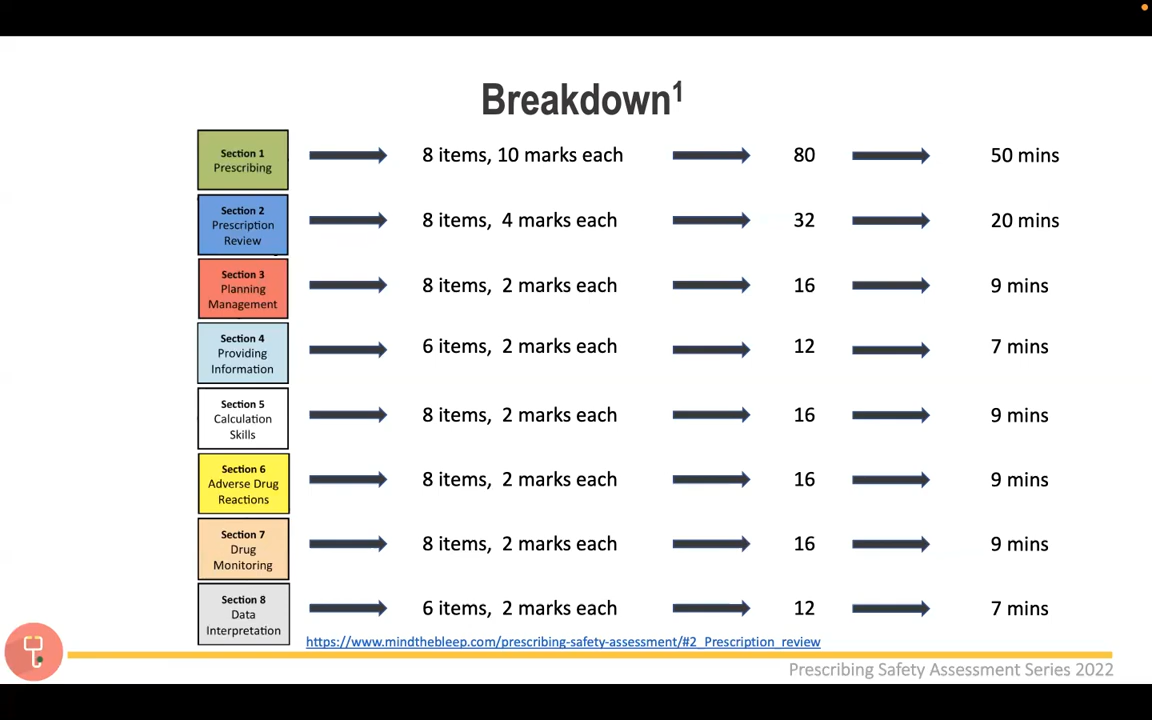 Breakdown1
Section 1
Prescribing
8 items, 10 marks each
80
50 mins
Section 2
Prescription
Review
8 items,  4 marks each
32
20 mins
Section 3
Planning
Management
8 items,  2 marks each
16
9 mins
Section 4
Providing
Information
6 items,  2 marks each
12
7 mins
Section 5
Calculation
Skills
8 items,  2 marks each
16
9 mins
Section 6
Adverse Drug
Reactions
8 items,  2 marks each
16
9 mins
Section 7
Drug
Monitoring
8 items,  2 marks each
16
9 mins
Section 8
Data
Interpretation
6 items,  2 marks each
12
7 mins
https://www.mindthebleep.com/prescribing-safety-assessment/#2_Prescription_review
Prescribing Safety Assessment Series 2022